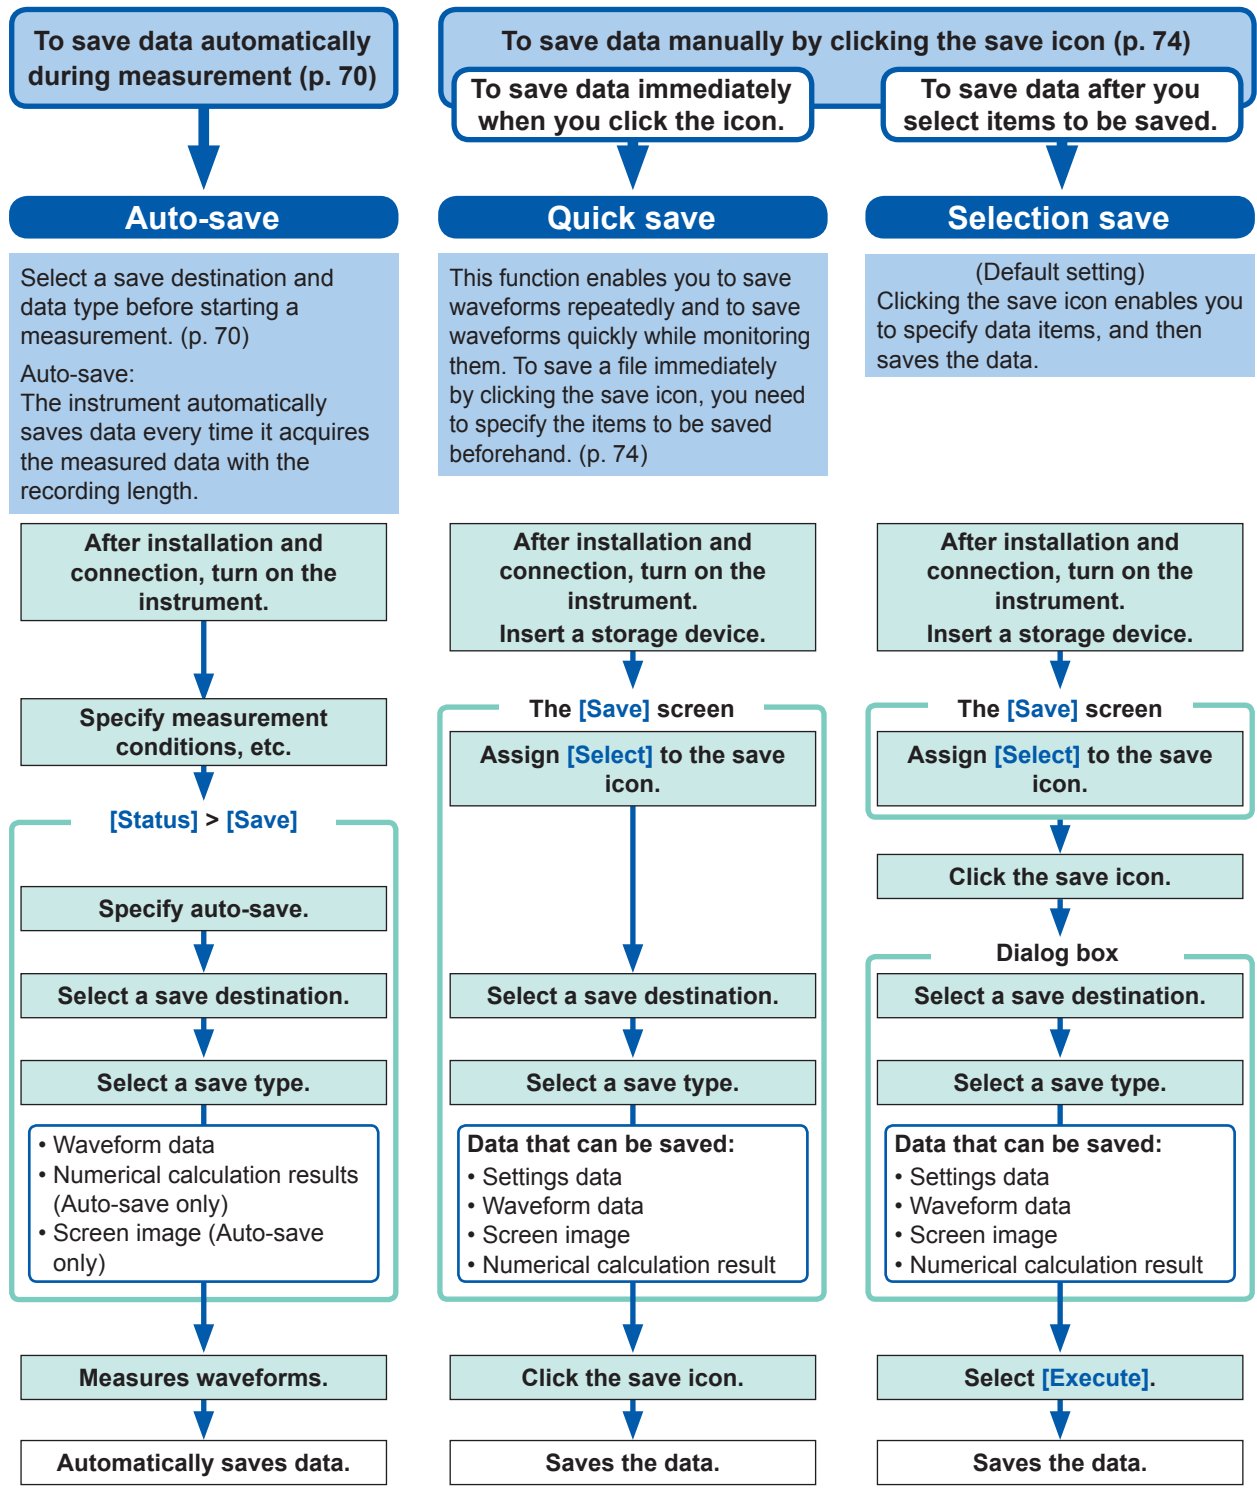 To save data automatically
during measurement (p. 70)
To save data manually by clicking the save icon (p. 74)
To save data immediately
when you click the icon.
To save data after you
select items to be saved.
Auto-save
Select a save destination and
data type before starting a
measurement. (p. 70)
Auto-save:
The instrument automatically
saves data every time it acquires
the measured data with the
recording length.
After installation and
connection, turn on the
instrument.
Specify measurement
conditions, etc.
[Status] > [Save]
Specify auto-save.
Select a save destination.
Select a save type.
• Waveform data
• Numerical calculation results
(Auto-save only)
• Screen image (Auto-save
only)
Measures waveforms.
Automatically saves data.
Quick save
This function enables you to save
waveforms repeatedly and to save
waveforms quickly while monitoring
them. To save a file immediately
by clicking the save icon, you need
to specify the items to be saved
beforehand. (p. 74)
After installation and
connection, turn on the
instrument.
Insert a storage device.
The [Save] screen
Assign [Select] to the save
icon.
Select a save destination.
Select a save type.
Data that can be saved:
• Settings data
• Waveform data
• Screen image
• Numerical calculation result
Click the save icon.
Saves the data.
Selection save
(Default setting)
Clicking the save icon enables you
to specify data items, and then
saves the data.
After installation and
connection, turn on the
instrument.
Insert a storage device.
The [Save] screen
Assign [Select] to the save
icon.
Click the save icon.
Dialog box
Select a save destination.
Select a save type.
Data that can be saved:
• Settings data
• Waveform data
• Screen image
• Numerical calculation result
Select [Execute].
Saves the data.